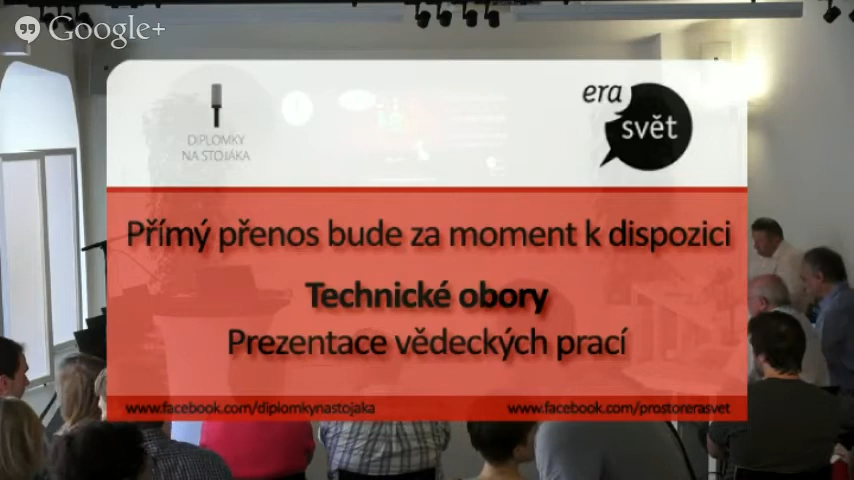 Google+
DIPLOMKY
NA STOJÁKA
era
svět
Přímý přenos bude za moment k dispozici
Technické obory
Prezentace vědeckých prací
www.facebook.com/diplomkynastojaka
www.facebook.com/prostorerasvet